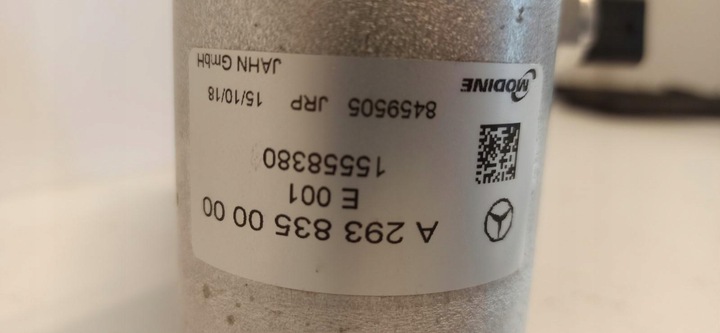 A 293 835 00 00
E 001
15558380
8459505 JRP 15/10/18
MODINE JAHN GmbH